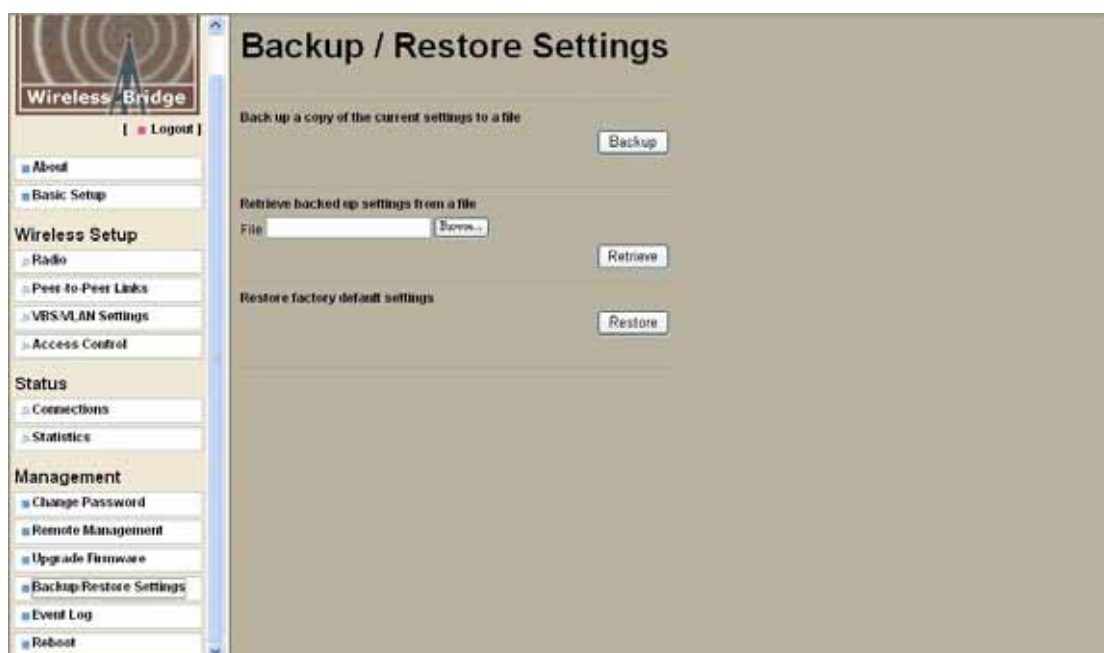 Wireless Bridge
[ Logout ]
About
Basic Setup
Wireless Setup
Radio
Peer-to-Peer Links
VBS/VLAN Settings
Access Control
Status
Connections
Statistics
Management
Change Password
Remote Management
Upgrade Firmware
Backup/Restore Settings
Event Log
Reboot
Backup / Restore Settings
Back up a copy of the current settings to a file
Backup
Retrieve backed up settings from a file
File Browse...
Retrieve
Restore factory default settings
Restore